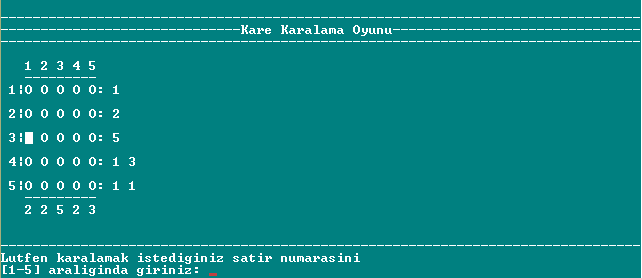 Kare Karalama Oyunu
1 2 3 4 5
1|0 0 0 0 0: 1
2|0 0 0 0 0: 2
3|█ 0 0 0 0: 5
4|0 0 0 0 0: 1 3
5|0 0 0 0 0: 1 1
2 2 5 2 3
Lutfen karalamak istediginiz satir numarasini
[1-5] araliginda giriniz: _